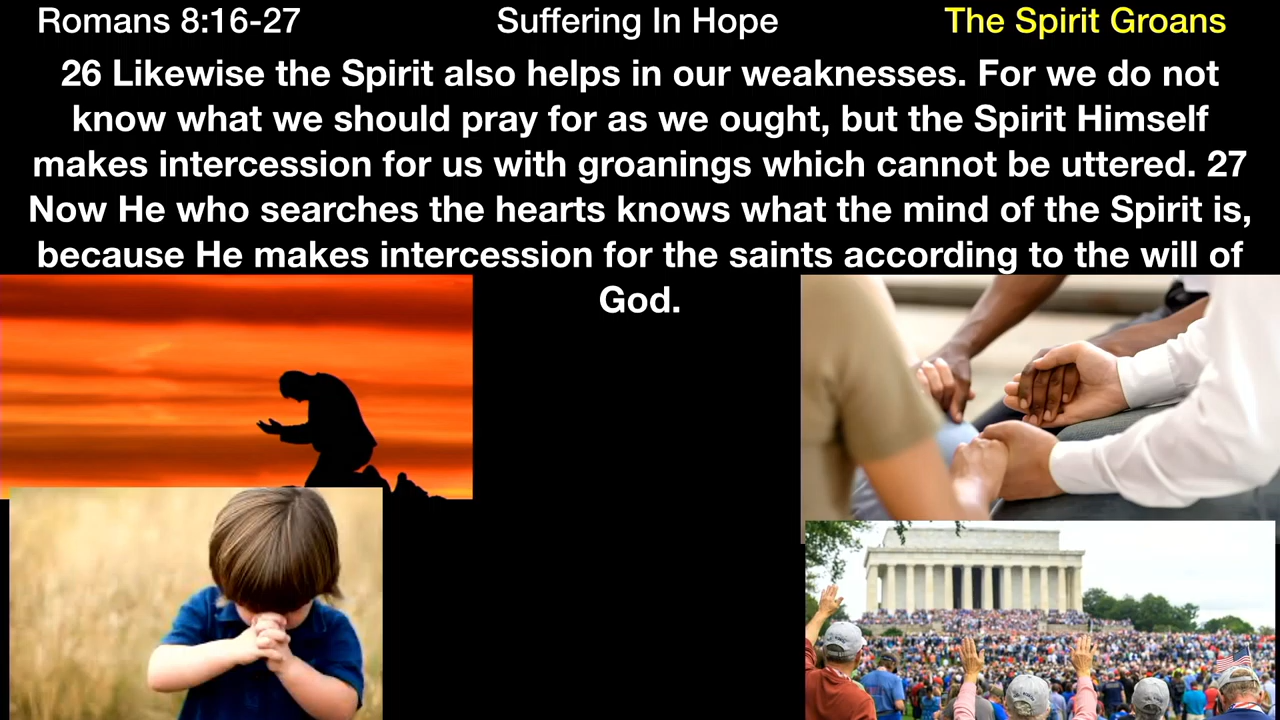 Romans 8:16-27 Suffering In Hope The Spirit Groans
26 Likewise the Spirit also helps in our weaknesses. For we do not
know what we should pray for as we ought, but the Spirit Himself
makes intercession for us with groanings which cannot be uttered. 27
Now He who searches the hearts knows what the mind of the Spirit is,
because He makes intercession for the saints according to the will of
God.